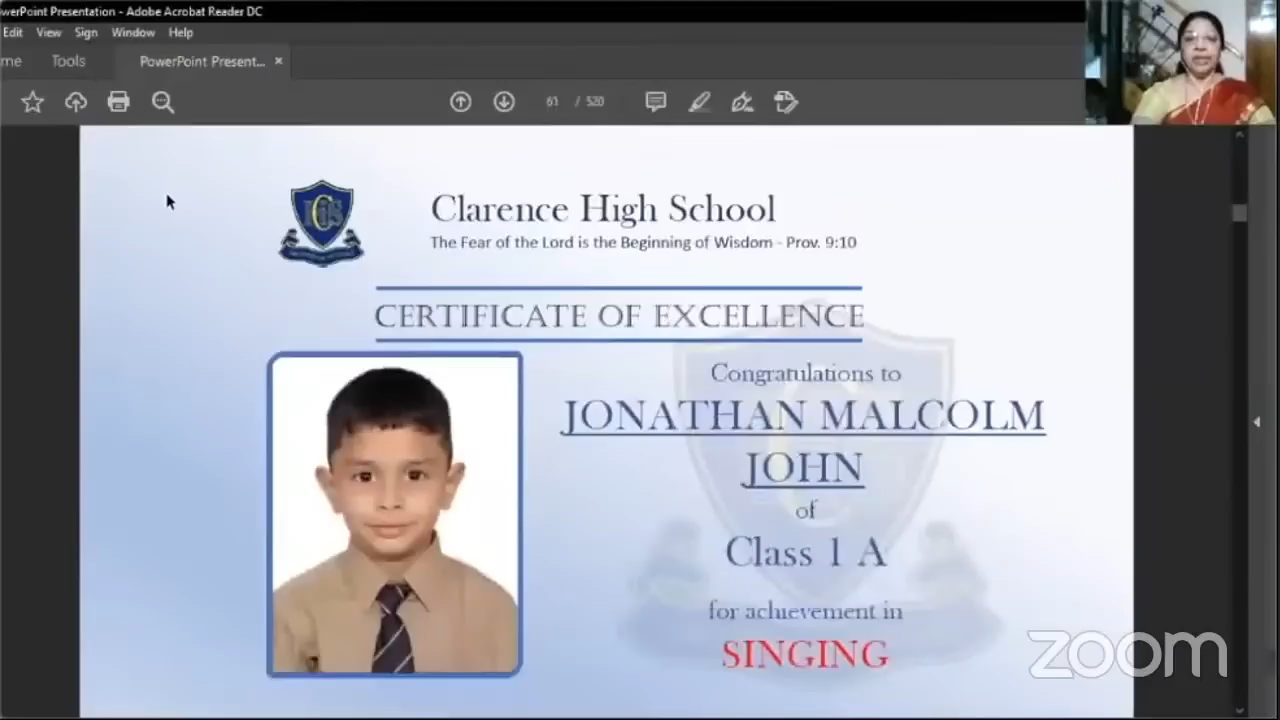 owerPoint Presentation - Adobe Acrobat Reader DC
Edit View Sign Window Help
me Tools PowerPoint Present... ×
61 / 520
Clarence High School
The Fear of the Lord is the Beginning of Wisdom - Prov. 9:10
CERTIFICATE OF EXCELLENCE
Congratulations to
JONATHAN MALCOLM
JOHN
of
Class 1 A
for achievement in
SINGING
zoom